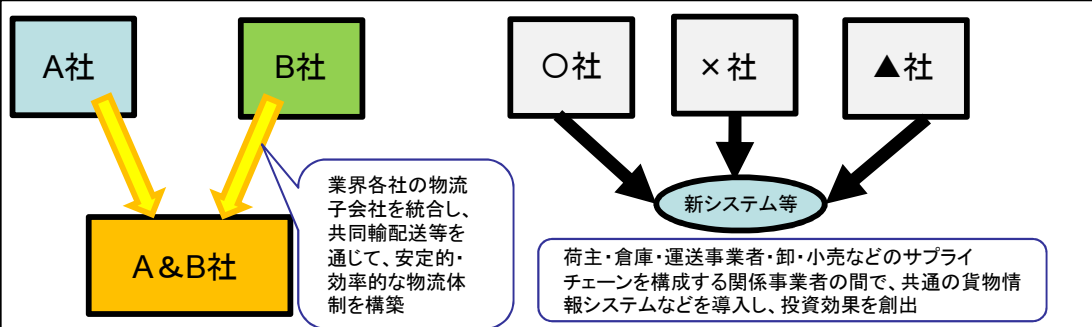 A社
B社
業界各社の物流
子会社を統合し、
共同輸配送等を
通じて、安定的・
効率的な物流体
制を構築
A&B社
〇社
×社
▲社
新システム等
荷主・倉庫・運送事業者・卸・小売などのサプライ
チェーンを構成する関係事業者の間で、共通の貨物情
報システムなどを導入し、投資効果を創出